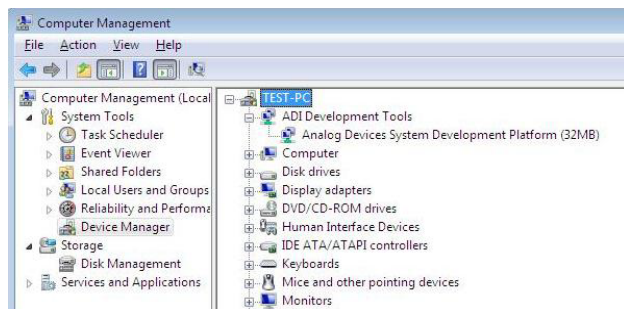 Computer Management
File Action View Help
Computer Management (Local
System Tools
Task Scheduler
Event Viewer
Shared Folders
Local Users and Groups
Reliability and Performa
Device Manager
Storage
Disk Management
Services and Applications
TEST-PC
ADI Development Tools
Analog Devices System Development Platform (32MB)
Computer
Disk drives
Display adapters
DVD/CD-ROM drives
Human Interface Devices
IDE ATA/ATAPI controllers
Keyboards
Mice and other pointing devices
Monitors